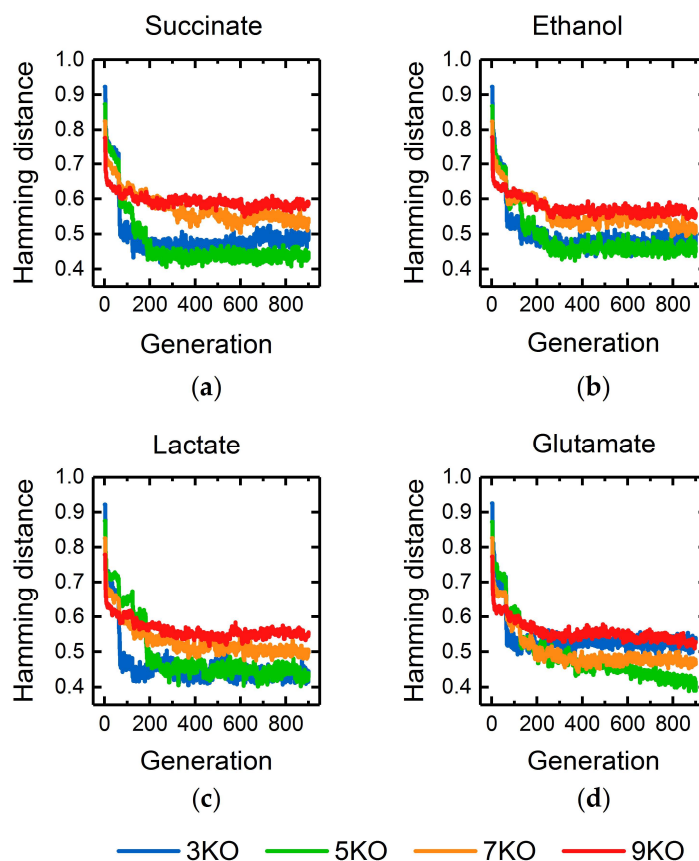 Succinate
Ethanol
Hamming distance
1.0
0.9
0.8
0.7
0.6
0.5
0.4
0 200 400 600 800
Generation
(a)
Hamming distance
1.0
0.9
0.8
0.7
0.6
0.5
0.4
0 200 400 600 800
Generation
(b)
Lactate
Glutamate
Hamming distance
1.0
0.9
0.8
0.7
0.6
0.5
0.4
0 200 400 600 800
Generation
(c)
Hamming distance
1.0
0.9
0.8
0.7
0.6
0.5
0.4
0 200 400 600 800
Generation
(d)
3KO 5KO 7KO 9KO